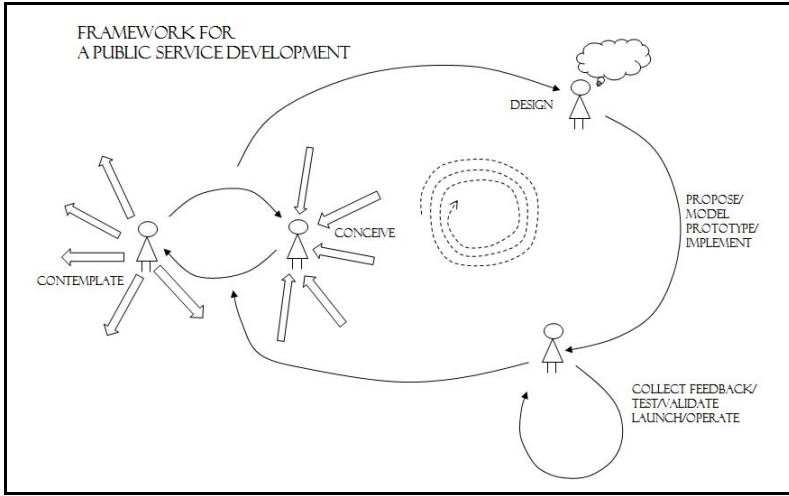 FRAMEWORK FOR
A PUBLIC SERVICE DEVELOPMENT
DESIGN
PROPOSE/
MODEL
PROTOTYPE/
IMPLEMENT
CONCEIVE
CONTEMPLATE
COLLECT FEEDBACK/
TEST/VALIDATE
LAUNCH/OPERATE